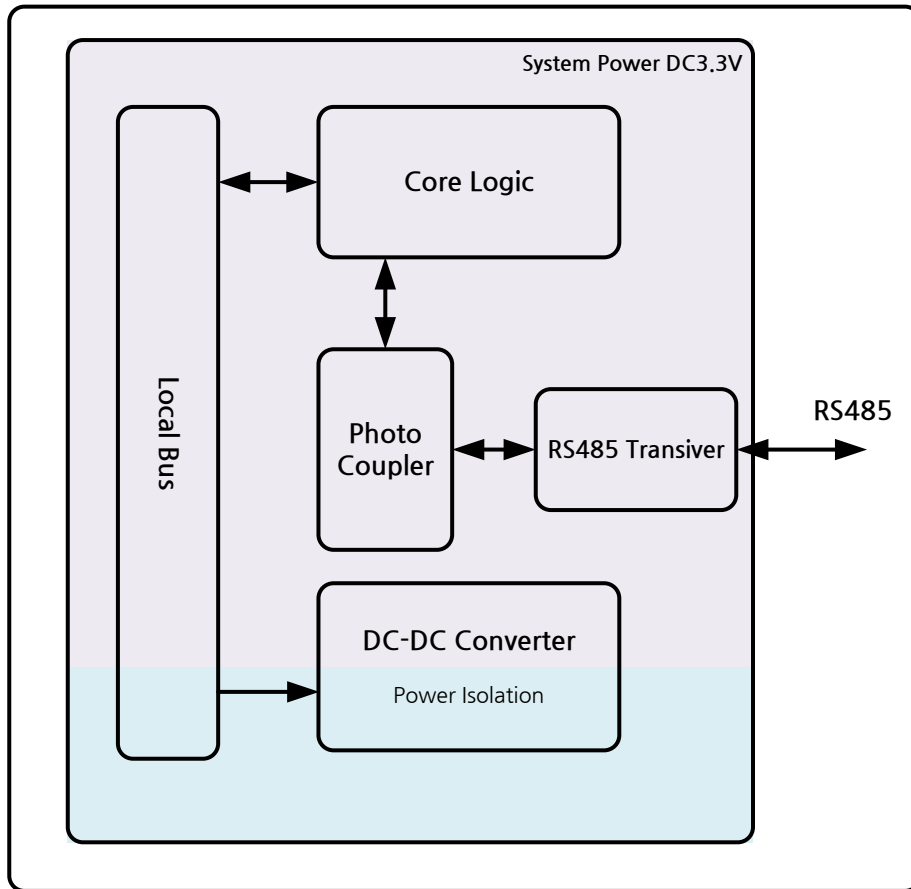 System Power DC3.3V
Core Logic
Local Bus
Photo
Coupler
RS485 Transiver
RS485
DC-DC Converter
Power Isolation